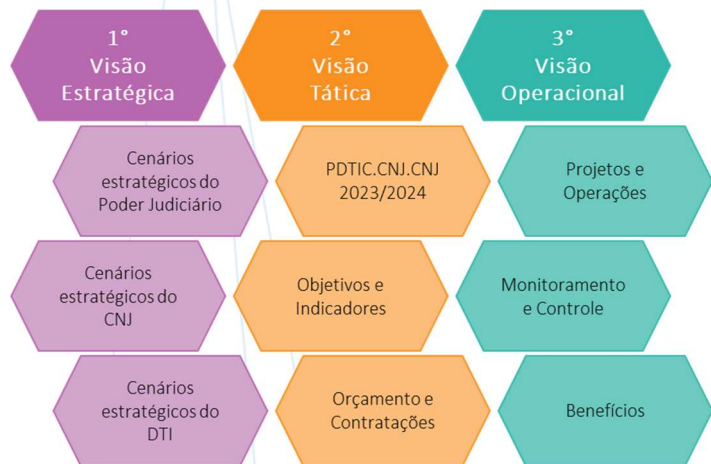 1°
Visão
Estratégica
2°
Visão
Tática
3°
Visão
Operacional
Cenários
estratégicos do
Poder Judiciário
PDTIC.CNJ.CNJ
2023/2024
Projetos e
Operações
Cenários
estratégicos do
CNJ
Objetivos e
Indicadores
Monitoramento
e Controle
Cenários
estratégicos do
DTI
Orçamento e
Contratações
Benefícios